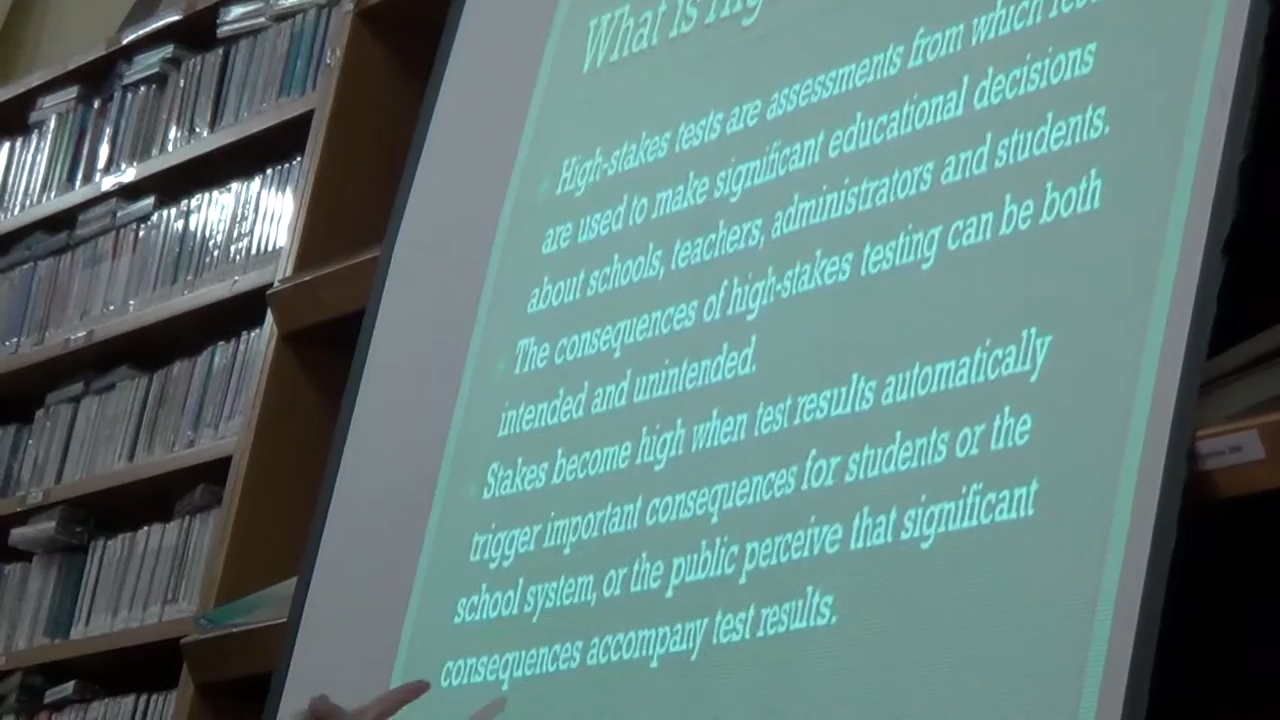 What is
High-stakes tests are assessments from which
are used to make significant educational decisions
about schools, teachers, administrators and students.
The consequences of high-stakes testing can be both
intended and unintended.
Stakes become high when test results automatically
trigger important consequences for students or the
school system, or the public perceive that significant
consequences accompany test results.